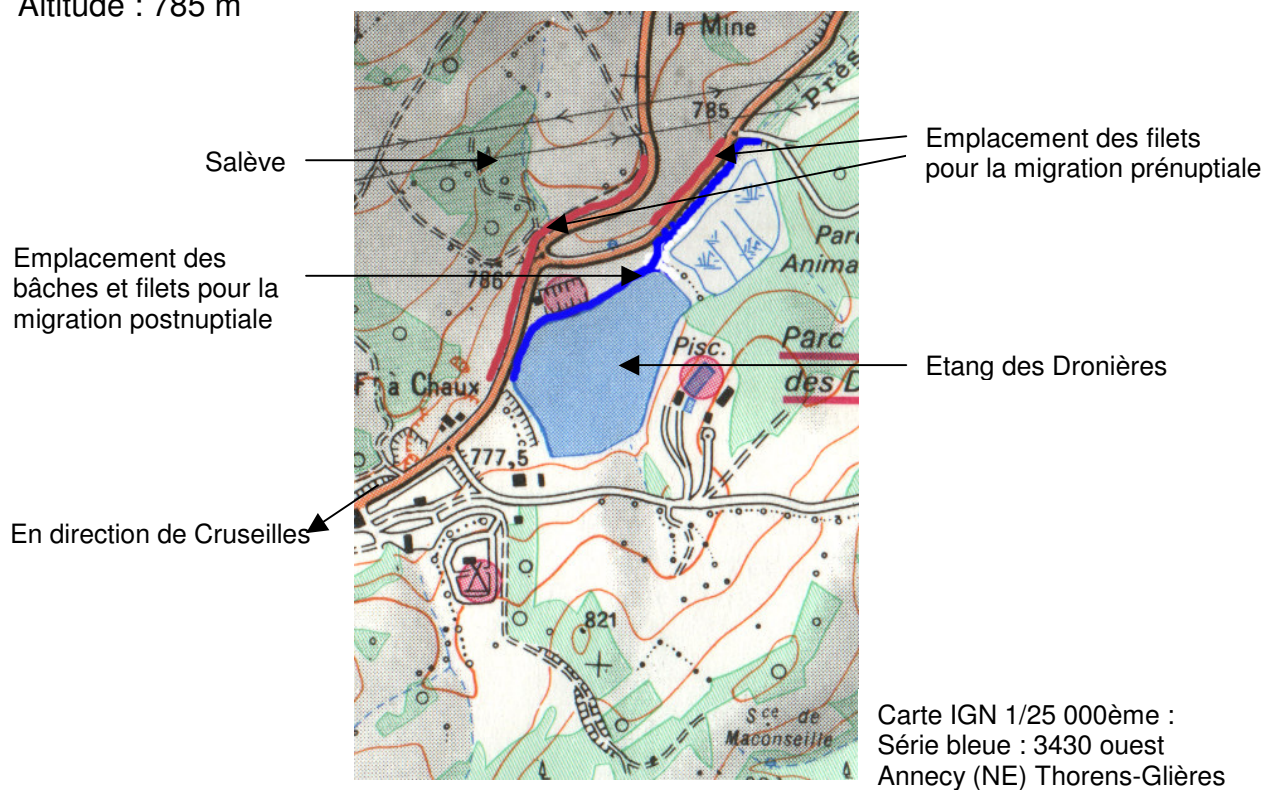 Altitude : 785 m
la Mine
Prés
785
Salève
Emplacement des filets
pour la migration prénuptiale
Parc
Anima
Emplacement des
bâches et filets pour la
migration postnuptiale
786
Pisc.
Parc
des D
Etang des Dronières
Fr à Chaux
777,5
En direction de Cruseilles
821
Sce de
Maconseille
Carte IGN 1/25 000ème :
Série bleue : 3430 ouest
Annecy (NE) Thorens-Glières